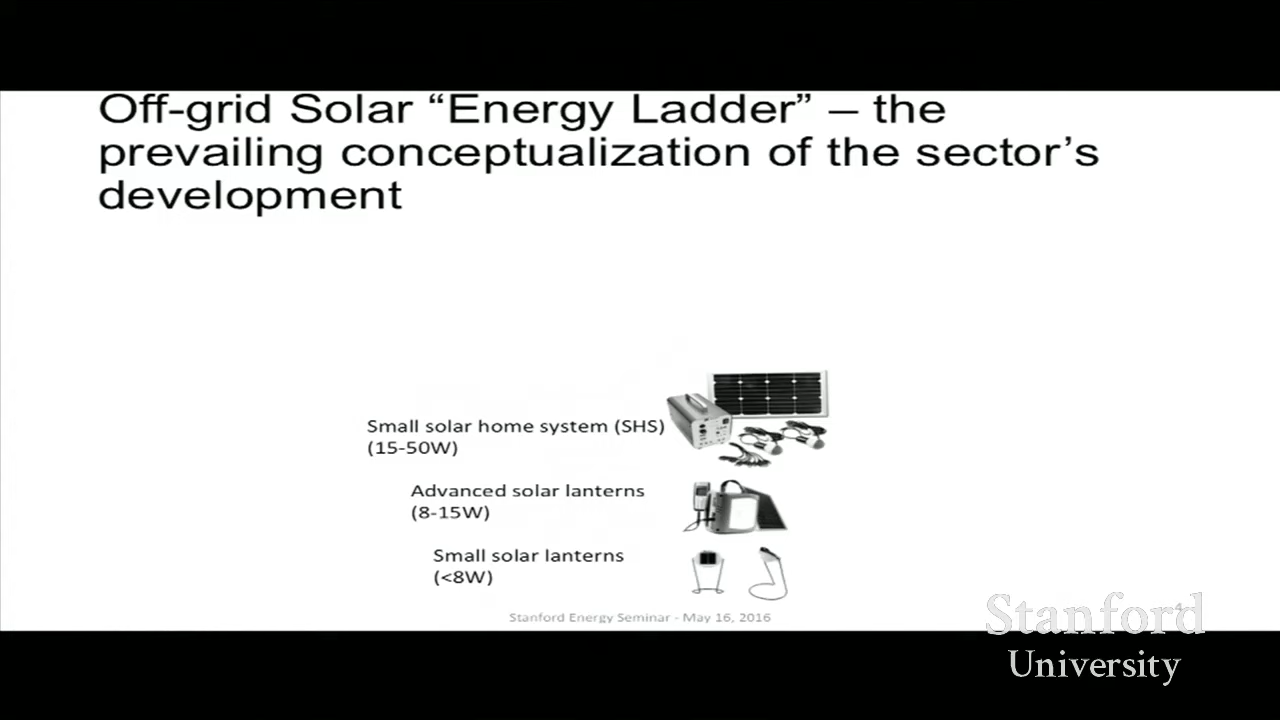 Off-grid Solar “Energy Ladder” – the
prevailing conceptualization of the sector’s
development
Small solar home system (SHS)
(15-50W)
Advanced solar lanterns
(8-15W)
Small solar lanterns
(<8W)
Stanford Energy Seminar - May 16, 2016
4
Stanford
University